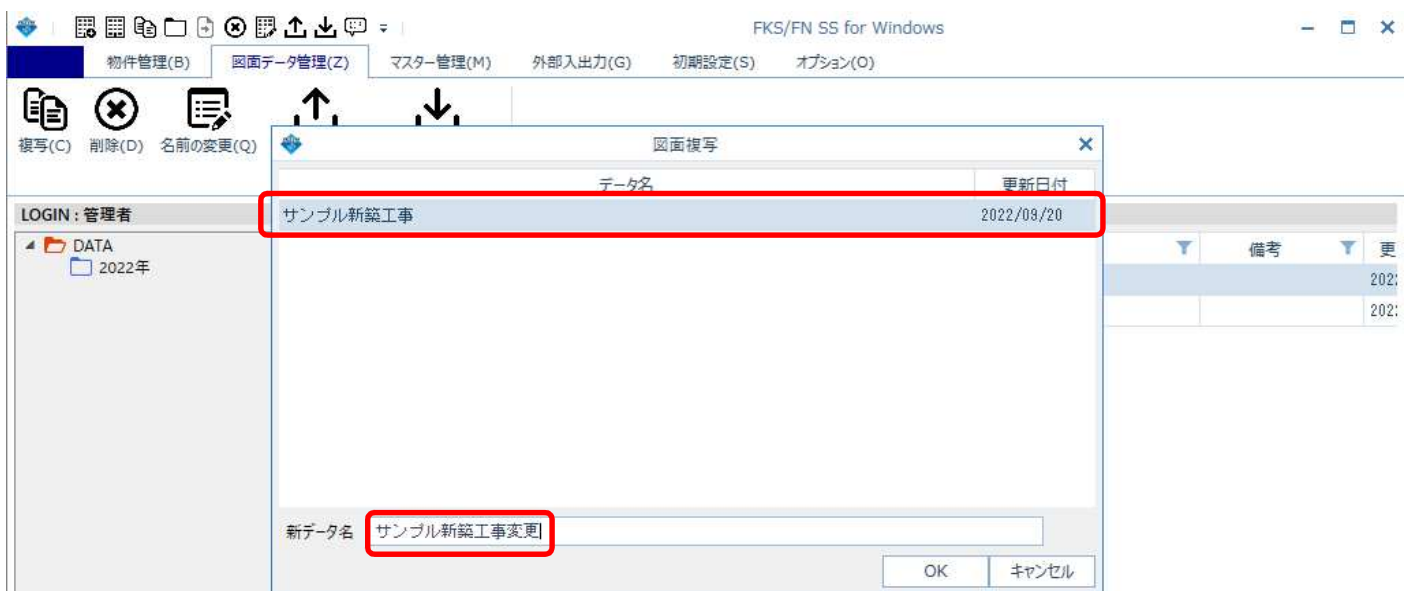 FKS/FN SS for Windows
物件管理(B) 図面データ管理(Z) マスター管理(M) 外部入出力(G) 初期設定(S) オプション(O)
複写(C) 削除(D) 名前の変更(Q)
図面複写
データ名 更新日付
LOGIN : 管理者
サンプル新築工事 2022/09/20
DATA
2022年
備考 更
202
202
新データ名 サンプル新築工事変更
OK キャンセル